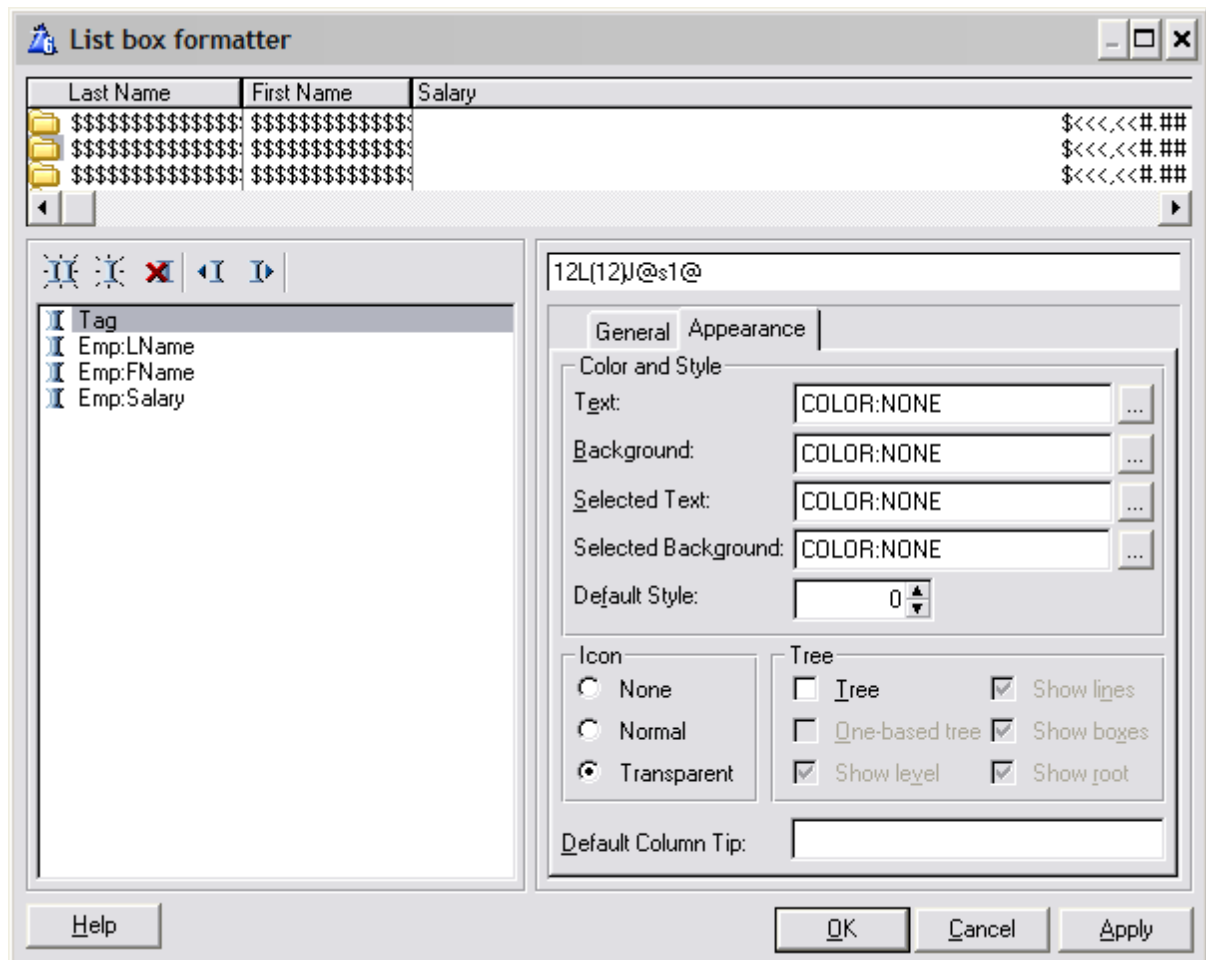 List box formatter
Last Name First Name Salary
$$$$$$$$$$$$$$ $$$$$$$$$$$$$$ $<<<,<<#.##
$$$$$$$$$$$$$$ $$$$$$$$$$$$$$ $<<<,<<#.##
$$$$$$$$$$$$$$ $$$$$$$$$$$$$$ $<<<,<<#.##
12L(12)J@s1@
Tag
Emp:LName
Emp:FName
Emp:Salary
General Appearance
Color and Style
Text: COLOR:NONE ...
Background: COLOR:NONE ...
Selected Text: COLOR:NONE ...
Selected Background: COLOR:NONE ...
Default Style: 0
Icon
None
Normal
Transparent
Tree
Tree Show lines
One-based tree Show boxes
Show level Show root
Default Column Tip:
Help OK Cancel Apply